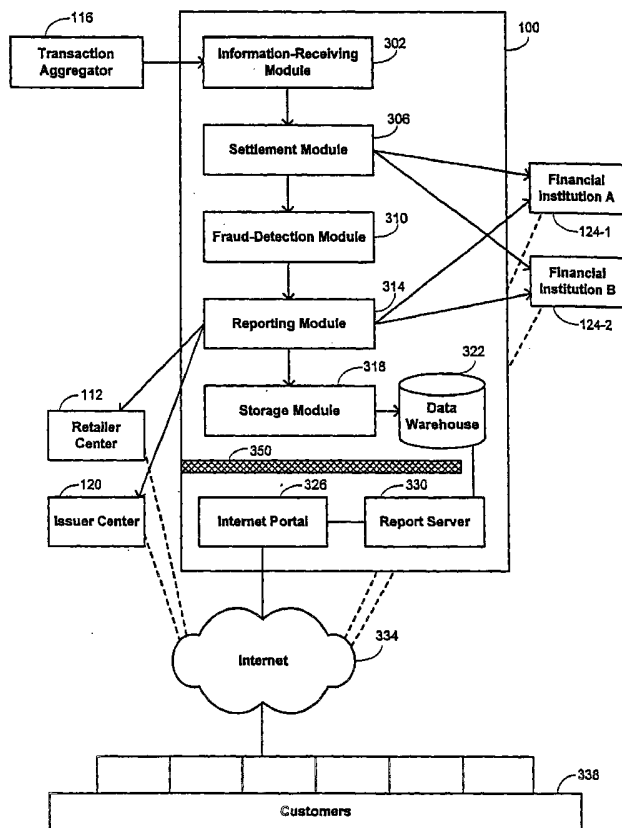 116
Transaction
Aggregator
Information-Receiving
Module
302
100
Settlement Module
306
Financial
Institution A
124-1
Fraud-Detection Module
310
Financial
Institution B
124-2
Reporting Module
314
318
Storage Module
322
Data
Warehouse
112
Retailer
Center
350
120
Issuer Center
326
Internet Portal
330
Report Server
Internet
334
338
Customers